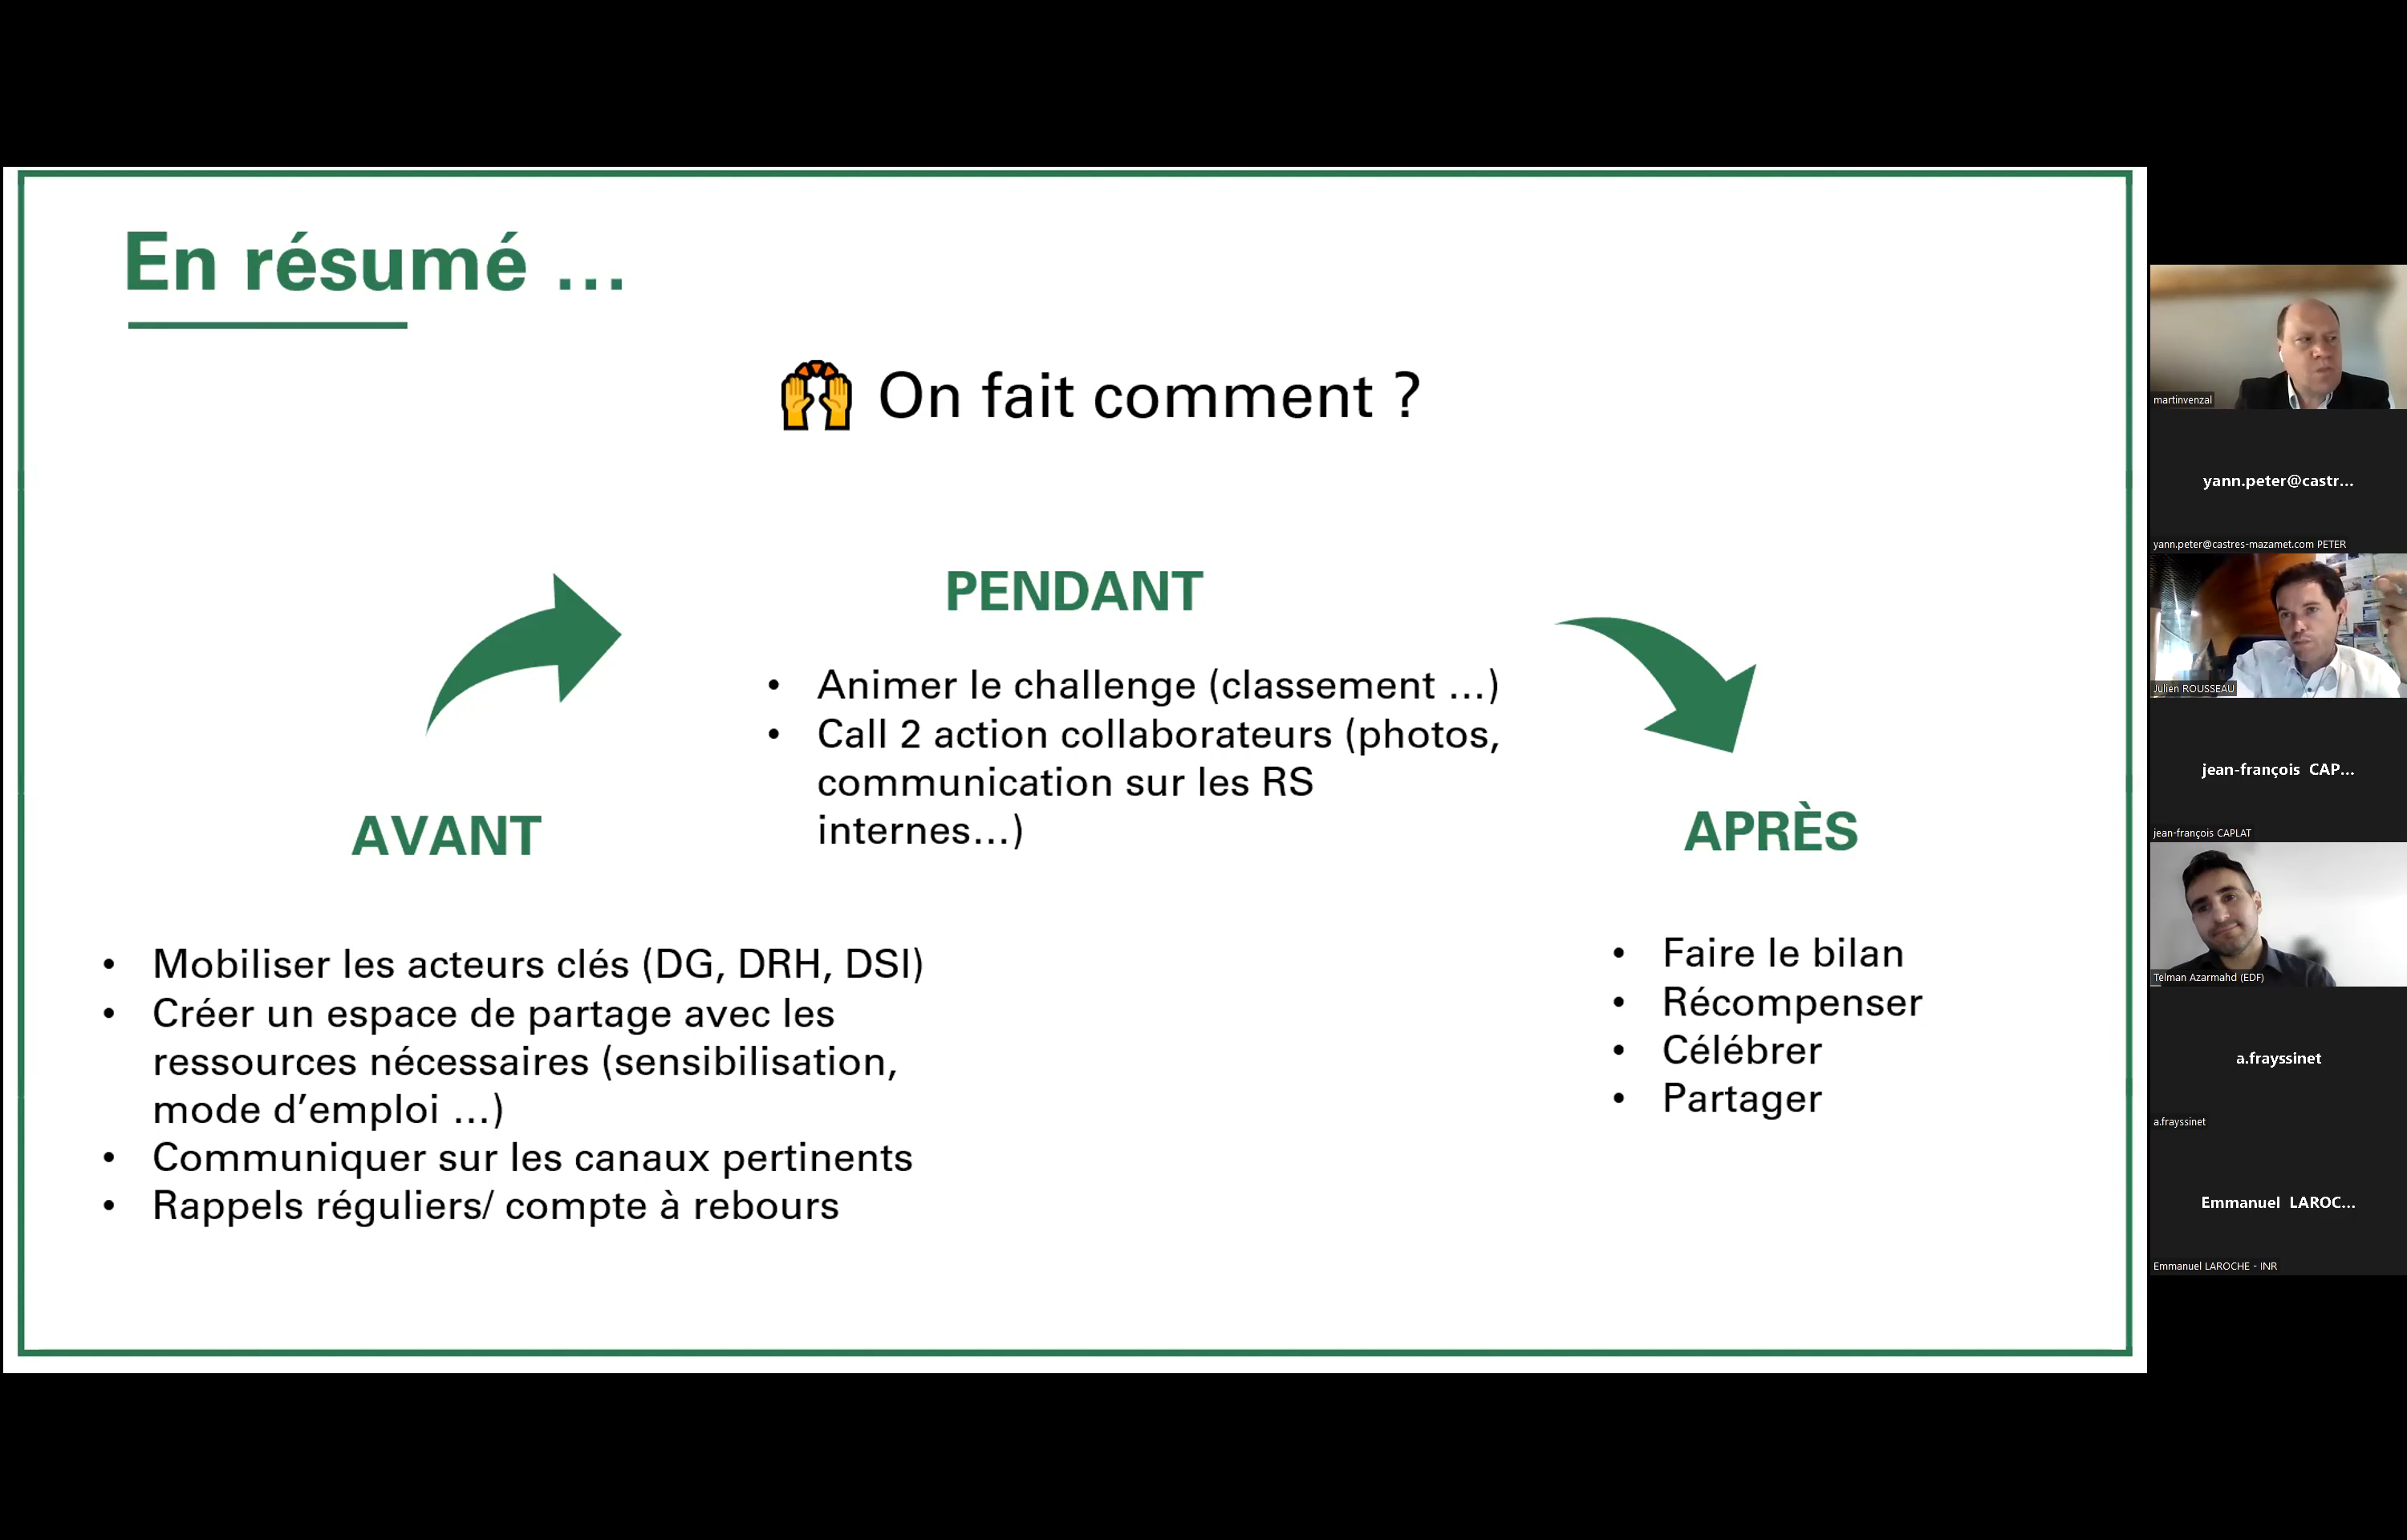 En résumé ...
On fait comment ?
PENDANT
• Animer le challenge (classement ...)
• Call 2 action collaborateurs (photos,
communication sur les RS
internes...)
AVANT
• Mobiliser les acteurs clés (DG, DRH, DSI)
• Créer un espace de partage avec les
ressources nécessaires (sensibilisation,
mode d’emploi ...)
• Communiquer sur les canaux pertinents
• Rappels réguliers/ compte à rebours
APRÈS
• Faire le bilan
• Récompenser
• Célébrer
• Partager
martinvenzal
yann.peter@castr...
yann.peter@castres-mazamet.com PETER
Julien ROUSSEAU
jean-françois CAP...
jean-françois CAPLAT
Telman Azarmahd (EDF)
a.frayssinet
a.frayssinet
Emmanuel LAROC...
Emmanuel LAROCHE - INR